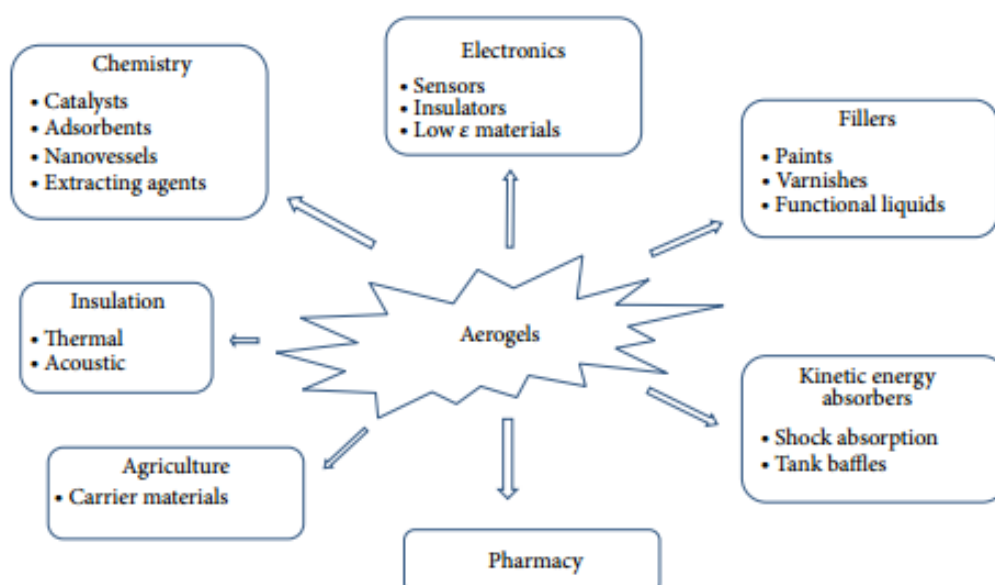 Chemistry
• Catalysts
• Adsorbents
• Nanovessels
• Extracting agents
Electronics
• Sensors
• Insulators
• Low ε materials
Fillers
• Paints
• Varnishes
• Functional liquids
Insulation
• Thermal
• Acoustic
Aerogels
Kinetic energy
absorbers
• Shock absorption
• Tank baffles
Agriculture
• Carrier materials
Pharmacy